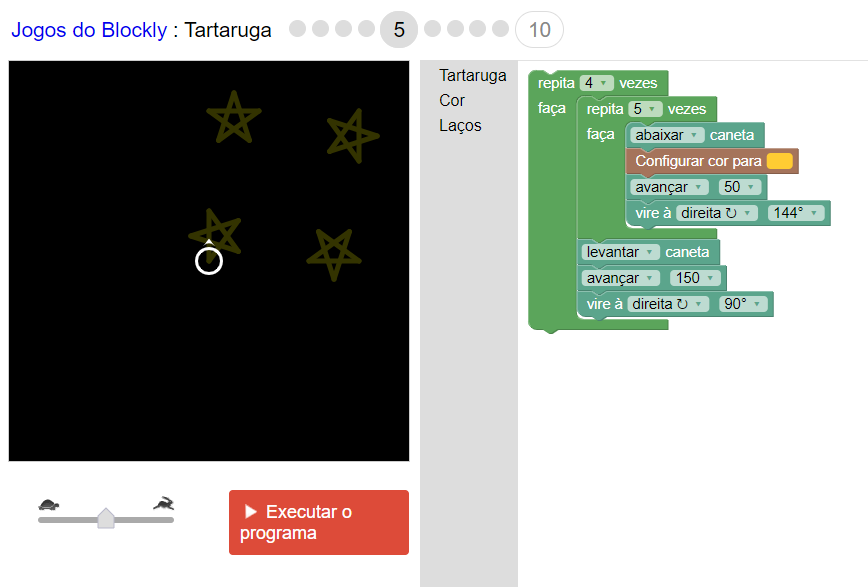 Jogos do Blockly : Tartaruga 5 10
Tartaruga
Cor
Laços
repita 4 vezes
faça repita 5 vezes
faça abaixar caneta
Configurar cor para
avançar 50
vire à direita ↻ 144°
levantar caneta
avançar 150
vire à direita ↻ 90°
Executar o
programa